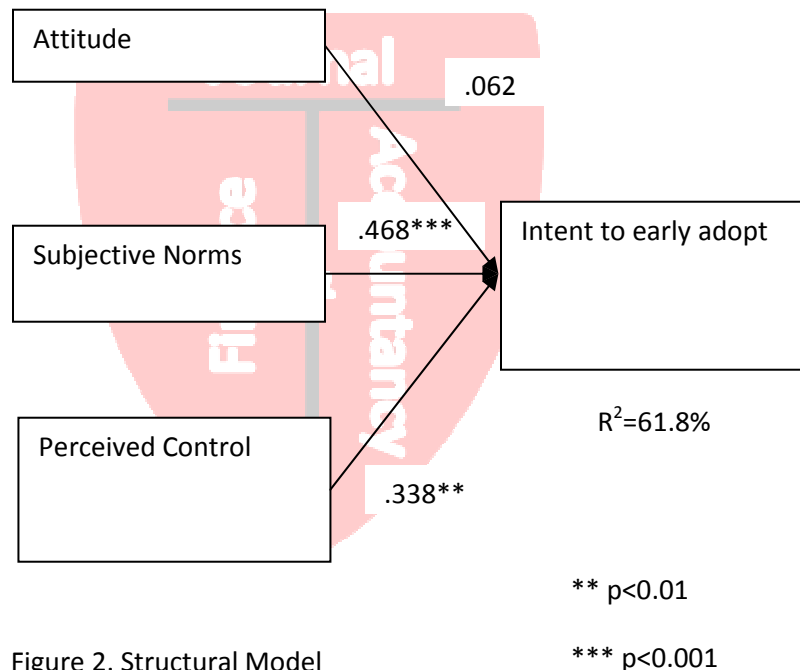 Attitude
.062
.468***
Subjective Norms
Intent to early adopt
Perceived Control
R²=61.8%
.338**
** p<0.01
*** p<0.001
Figure 2. Structural Model